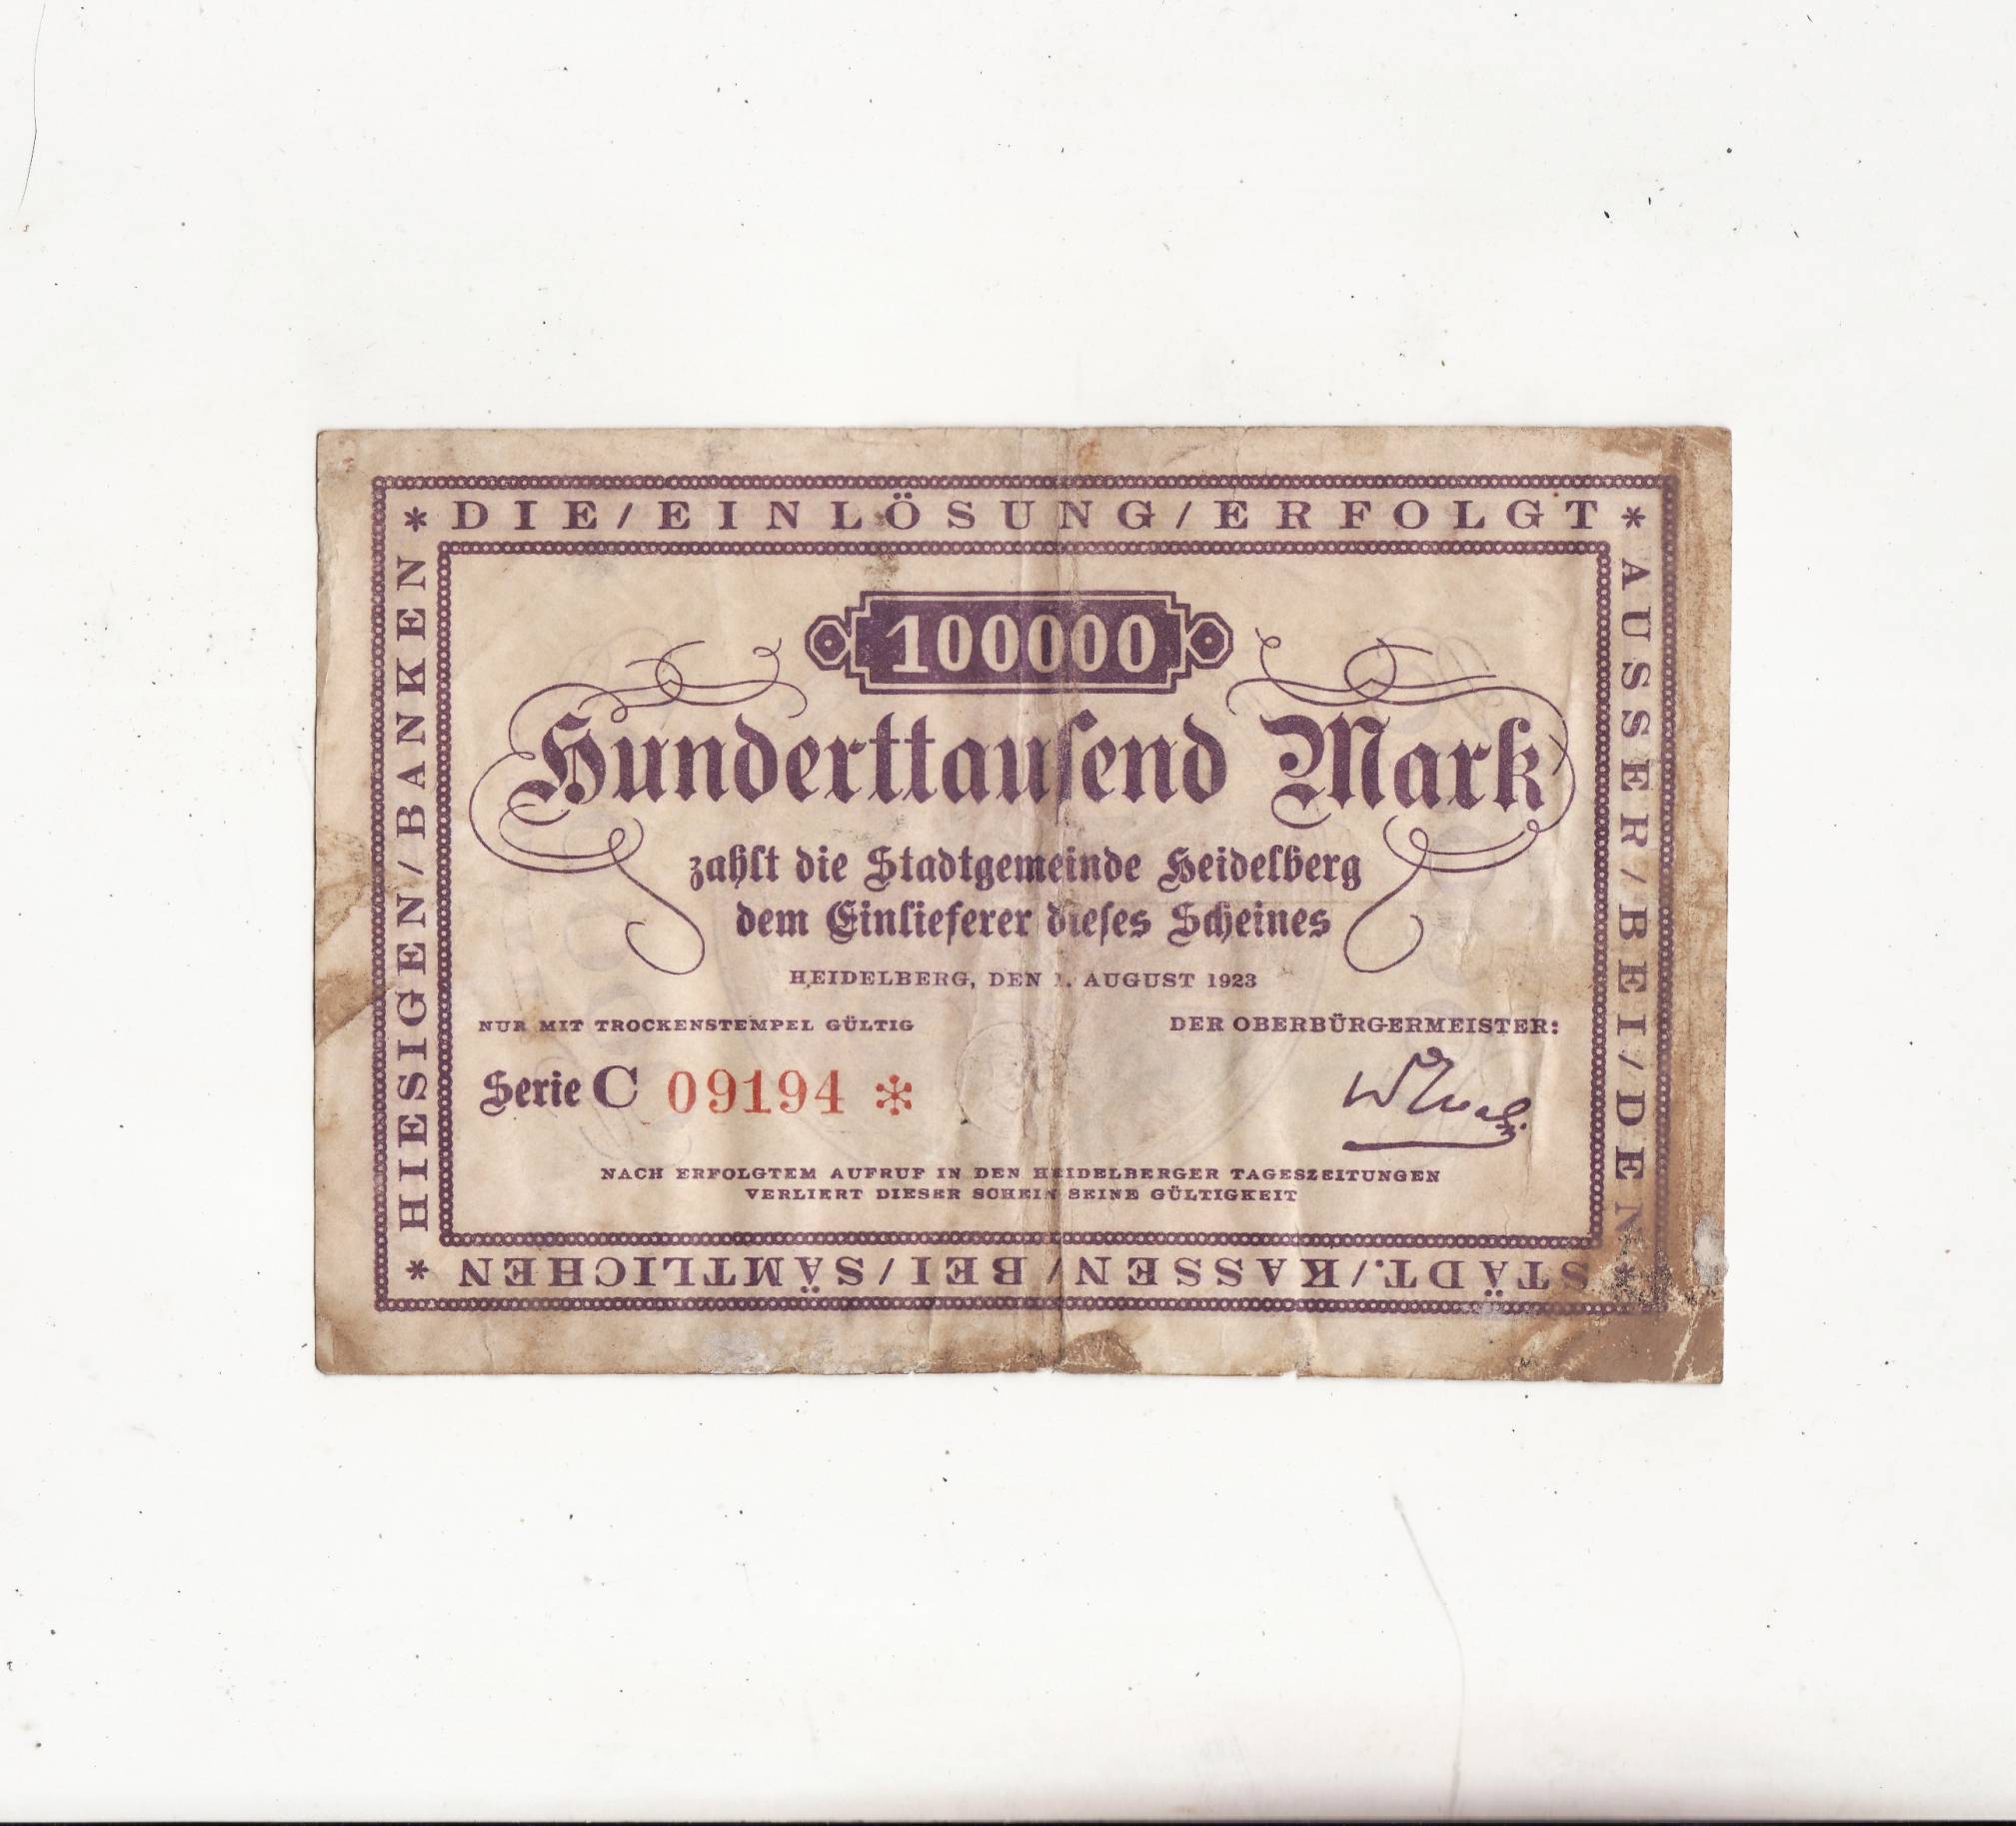 * DIE/EINLÖSUNG/ERFOLGT *
AUSSER/BEI/DEN *
STÄDT./KASSEN/BEI/SÄMTLICHEN *
HIESIGEN/BANKEN
100000
Hunderttausend Mark
zahlt die Stadtgemeinde Heidelberg
dem Einlieferer dieses Scheines
HEIDELBERG, DEN 1. AUGUST 1923
NUR MIT TROCKENSTEMPEL GÜLTIG
DER OBERBÜRGERMEISTER:
Serie C 09194 *
NACH ERFOLGTEM AUFRUF IN DEN HEIDELBERGER TAGESZEITUNGEN
VERLIERT DIESER SCHEIN SEINE GÜLTIGKEIT